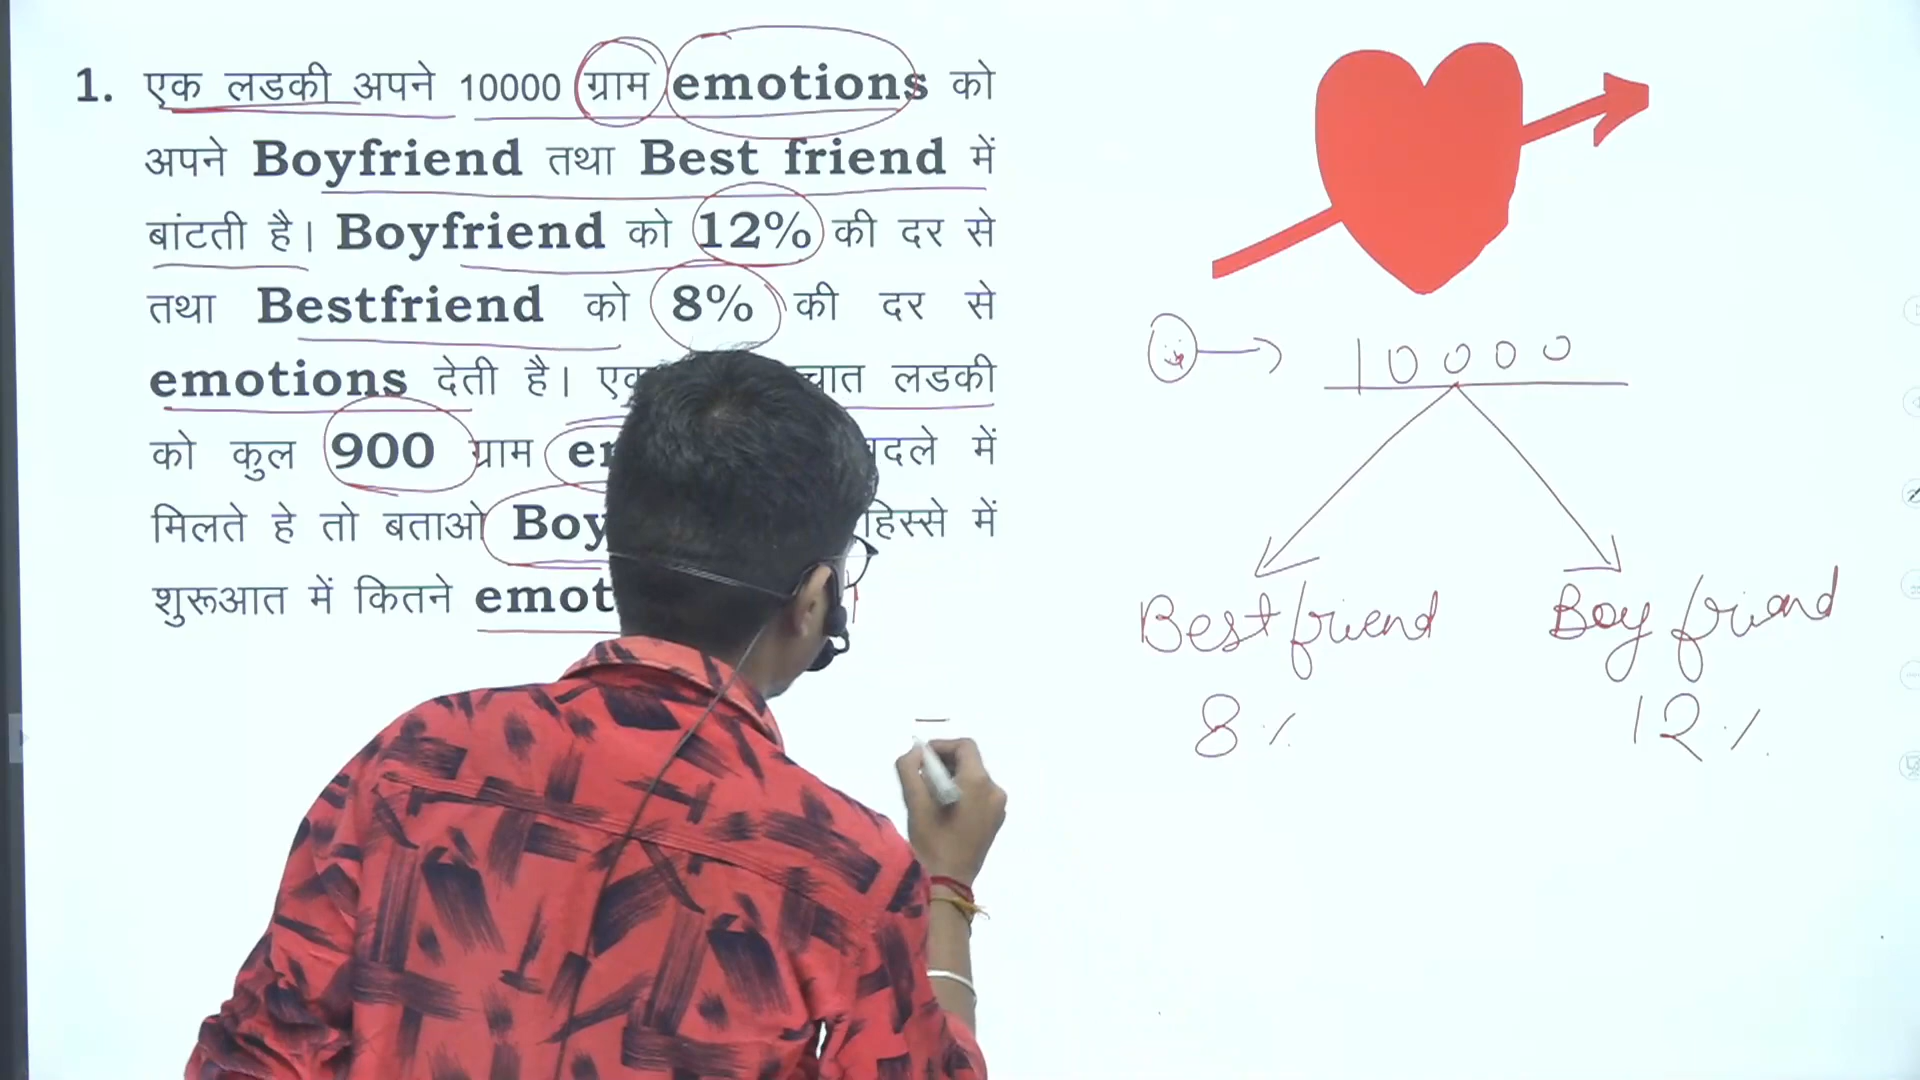 1. एक लडकी अपने 10000 ग्राम emotions को
अपने Boyfriend तथा Best friend में
बांटती है। Boyfriend को 12% की दर से
तथा Bestfriend को 8% की दर से
emotions देती है। लडकी
को कुल 900 ग्राम में
मिलते हे तो बताओ हिस्से में
शुरूआत में कितने
10000
Best friend
Boy friend
8%
12%